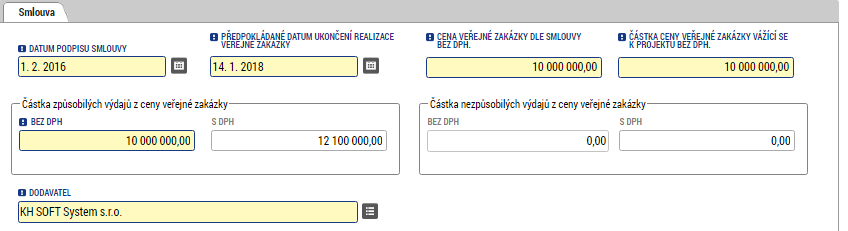 Smlouva
DATUM PODPISU SMLOUVY
PŘEDPOKLÁDANÉ DATUM UKONČENÍ REALIZACE
VEŘEJNÉ ZAKÁZKY
CENA VEŘEJNÉ ZAKÁZKY DLE SMLOUVY
BEZ DPH.
ČÁSTKA CENY VEŘEJNÉ ZAKÁZKY VÁŽÍCÍ SE
K PROJEKTU BEZ DPH.
1. 2. 2016
14. 1. 2018
10 000 000,00
10 000 000,00
Částka způsobilých výdajů z ceny veřejné zakázky
Částka nezpůsobilých výdajů z ceny veřejné zakázky
BEZ DPH
S DPH
BEZ DPH
S DPH
10 000 000,00
12 100 000,00
0,00
0,00
DODAVATEL
KH SOFT System s.r.o.